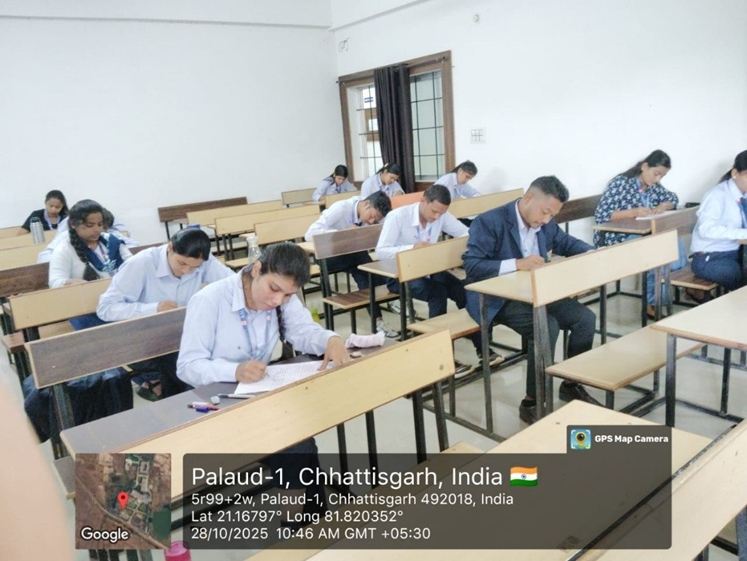 GPS Map Camera
Palaud-1, Chhattisgarh, India 🇮🇳
5r99+2w, Palaud-1, Chhattisgarh 492018, India
Lat 21.16797° Long 81.820352°
28/10/2025 10:46 AM GMT +05:30
Google